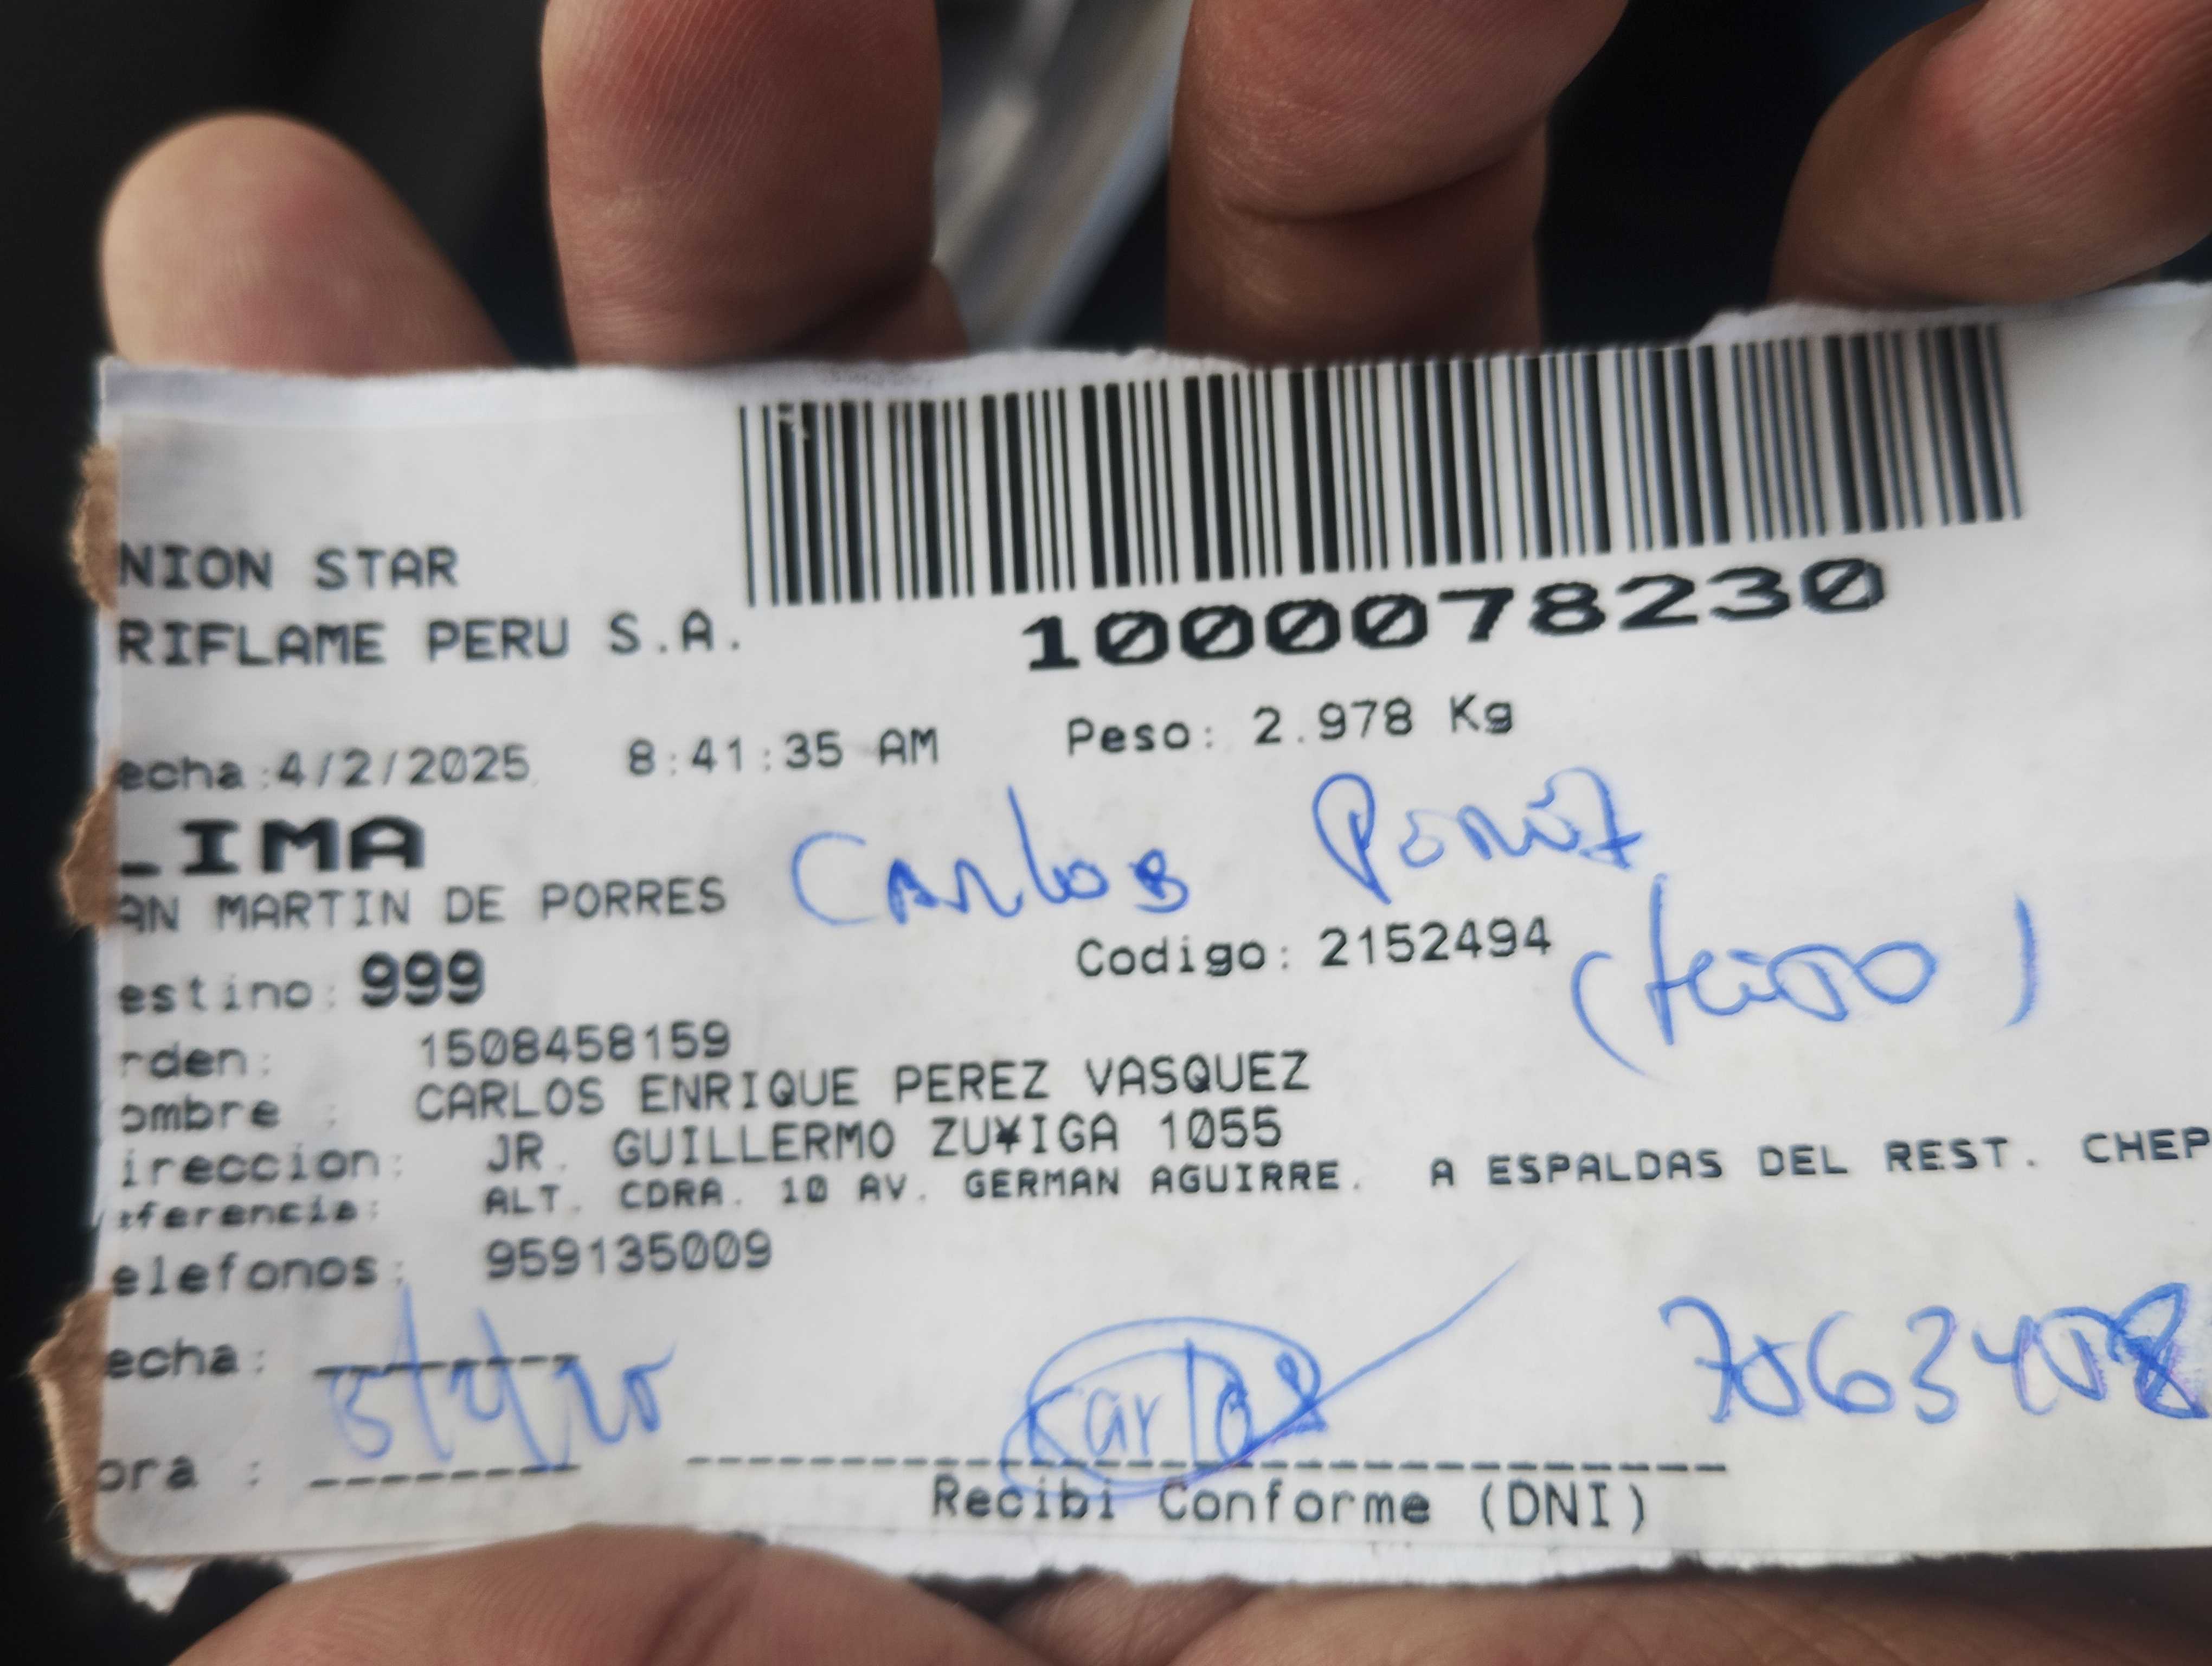 NION STAR
RIFLAME PERU S.A.
1000078230
echa:4/2/2025 8:41:35 AM Peso: 2.978 Kg
LIMA
AN MARTIN DE PORRES Carlos
estino: 999 Codigo: 2152494
rden: 1508458159
ombre : CARLOS ENRIQUE PEREZ VASQUEZ
ireccion: JR. GUILLERMO ZU¥IGA 1055
eferencia: ALT. CDRA. 10 AV. GERMAN AGUIRRE. A ESPALDAS DEL REST. CHEP
elefonos: 959135009
echa:
Karlos
ora :
Recibi Conforme (DNI)